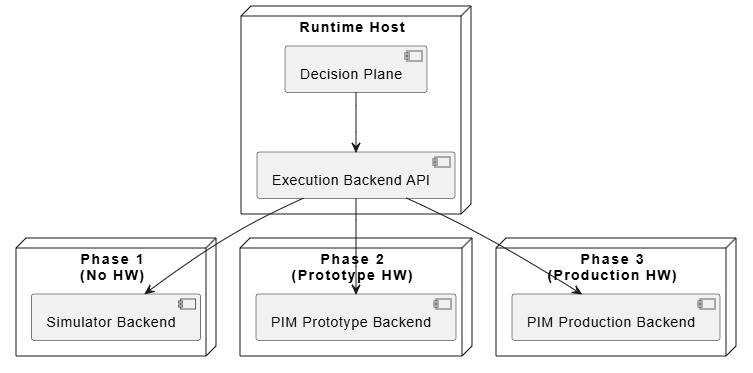 Runtime Host
Decision Plane
Execution Backend API
Phase 1
(No HW)
Simulator Backend
Phase 2
(Prototype HW)
PIM Prototype Backend
Phase 3
(Production HW)
PIM Production Backend